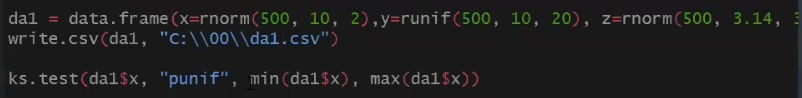 da1 = data.frame(x=rnorm(500, 10, 2),y=runif(500, 10, 20), z=rnorm(500, 3.14,
write.csv(da1, "C:\\00\\da1.csv")
ks.test(da1$x, "punif", min(da1$x), max(da1$x))